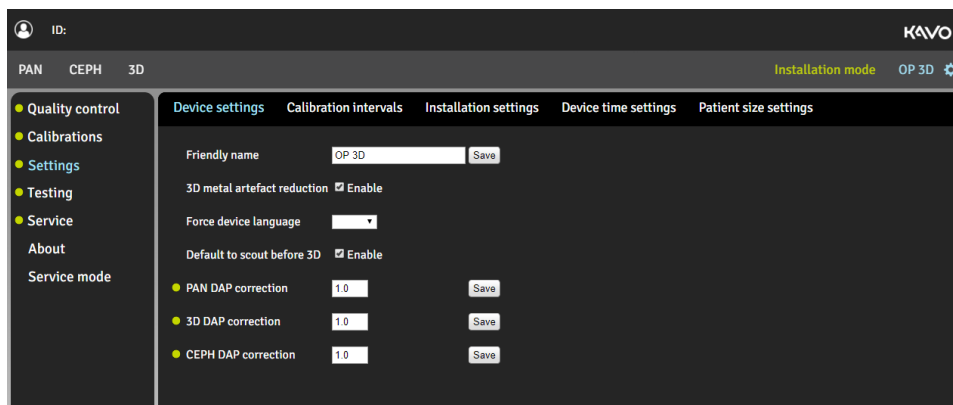 ID:
KAVO
PAN CEPH 3D
Installation mode OP 3D
Quality control
Calibrations
Settings
Testing
Service
About
Service mode
Device settings Calibration intervals Installation settings Device time settings Patient size settings
Friendly name OP 3D Save
3D metal artefact reduction Enable
Force device language
Default to scout before 3D Enable
PAN DAP correction 1.0 Save
3D DAP correction 1.0 Save
CEPH DAP correction 1.0 Save